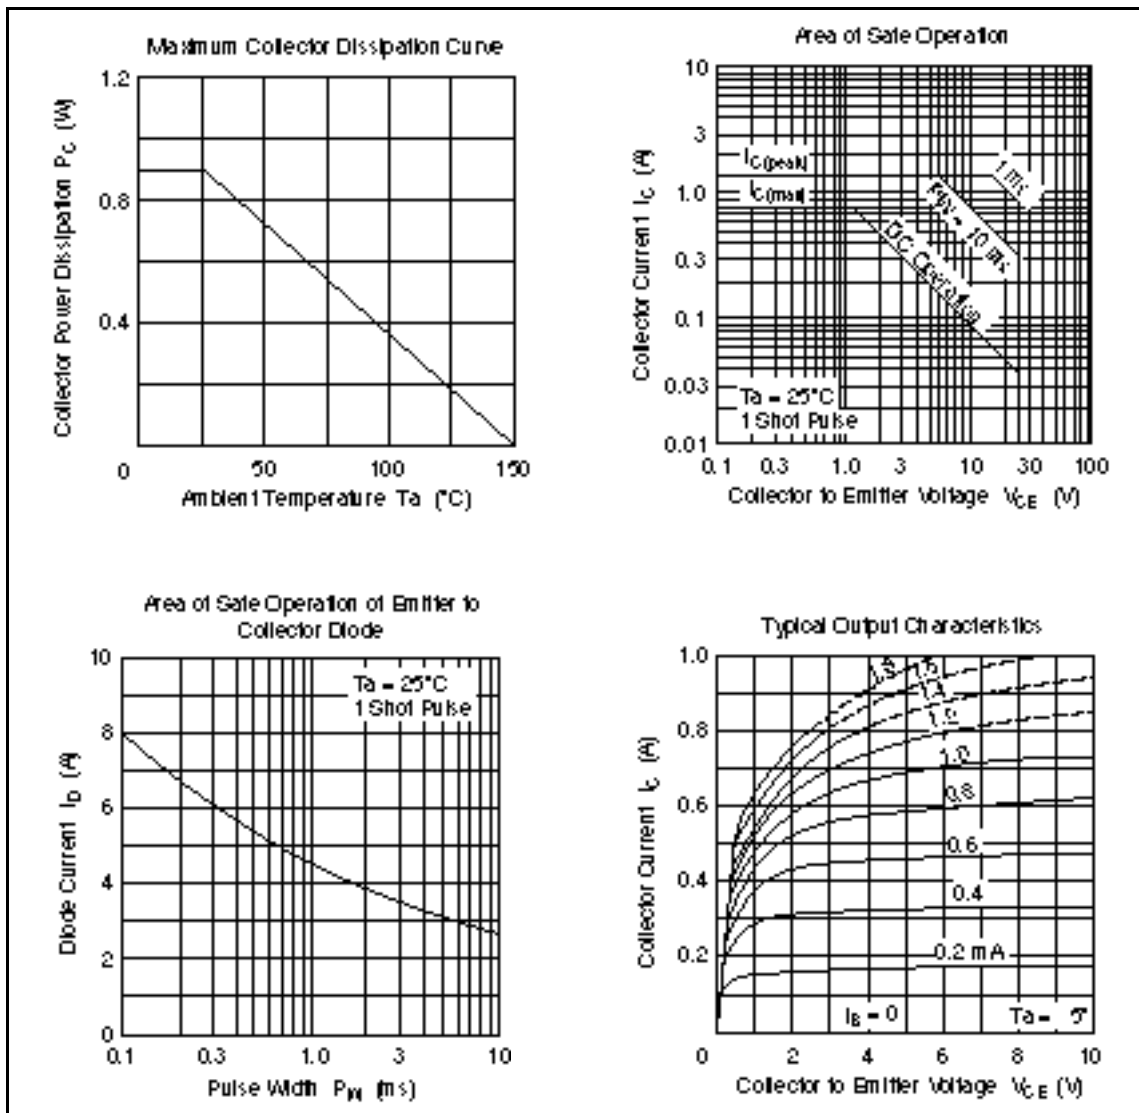 Maximum Collector Dissipation Curve
Collector Power Dissipation PC (W)
1.2
0.8
0.4
0
50
100
150
Ambient Temperature Ta (°C)
Area of Safe Operation
Collector Current IC (A)
10
3
1.0
0.3
0.1
0.03
0.01
IC(peak)
IC(max)
1 ms
PW = 10 ms
DC Operation
Ta = 25°C
1 Shot Pulse
0.1
0.3
1.0
3
10
30
100
Collector to Emitter Voltage VCE (V)
Area of Safe Operation of Emitter to
Collector Diode
Diode Current ID (A)
10
8
6
4
2
0
Ta = 25°C
1 Shot Pulse
0.1
0.3
1.0
3
10
Pulse Width PW (ms)
Typical Output Characteristics
Collector Current IC (A)
1.0
0.8
0.6
0.4
0.2
1.2
1.0
0.8
0.6
0.4
0.2 mA
IB = 0
Ta =
0
2
4
6
8
10
Collector to Emitter Voltage VCE (V)